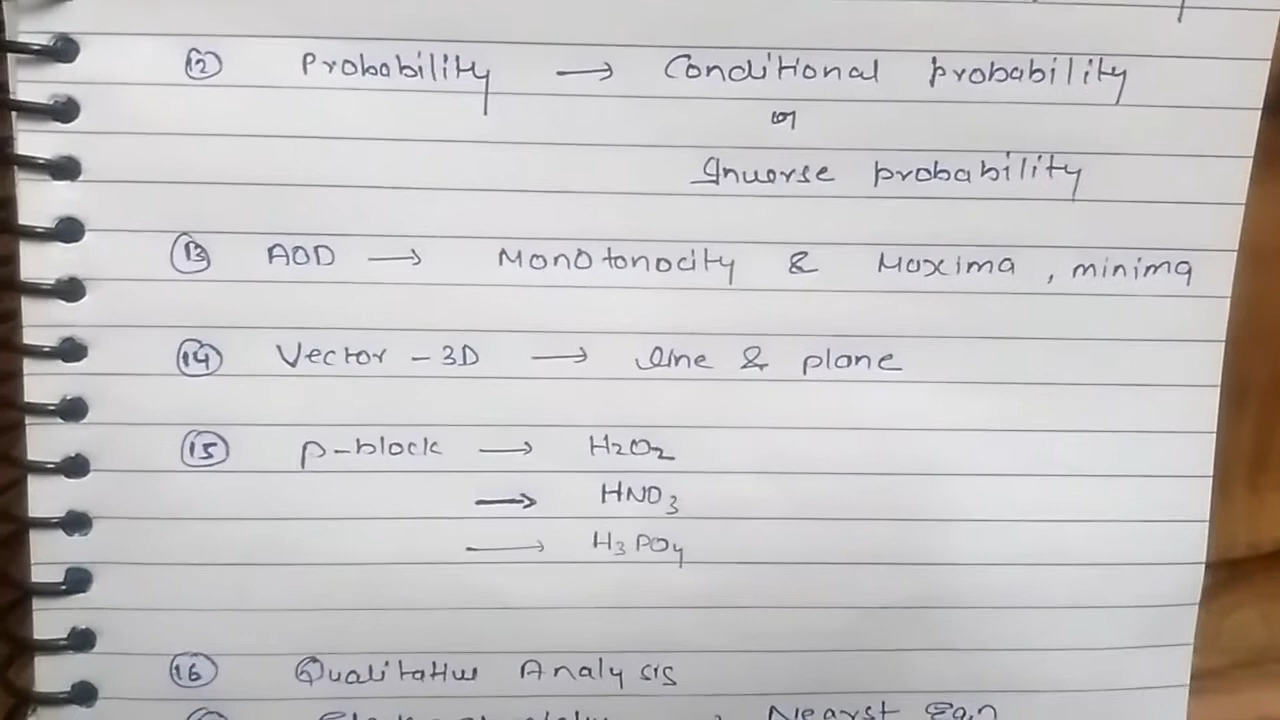 12 Probability → Conditional probability
or
Inverse probability
13 AOD → Monotonocity & Maxima, minima
14 Vector - 3D → line & plane
15 p-block → H2O2
→ HNO3
→ H3PO4
16 Qualitative Analysis
→ Nearst Eqn